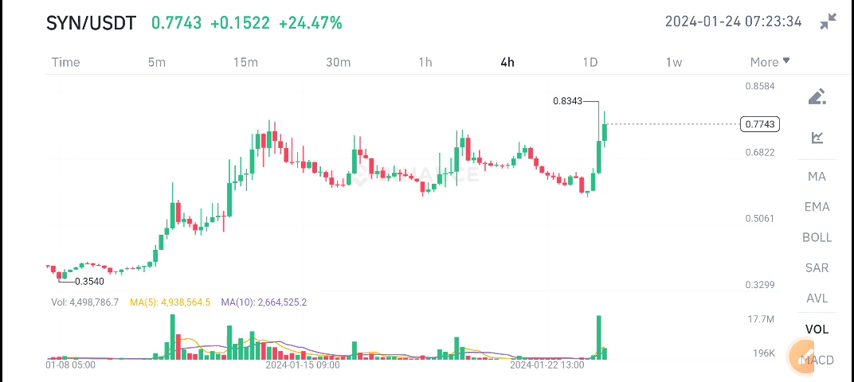 SYN/USDT 0.7743 +0.1522 +24.47% 2024-01-24 07:23:34
Time 5m 15m 30m 1h 4h 1D 1w More
0.8584
0.8343
0.7743
0.6822
0.5061
0.3540
0.3299
Vol: 4,498,786.7 MA(5): 4,938,564.5 MA(10): 2,664,525.2
17.7M
196K
01-08 05:00 2024-01-15 09:00 2024-01-22 13:00
MA
EMA
BOLL
SAR
AVL
VOL
MACD